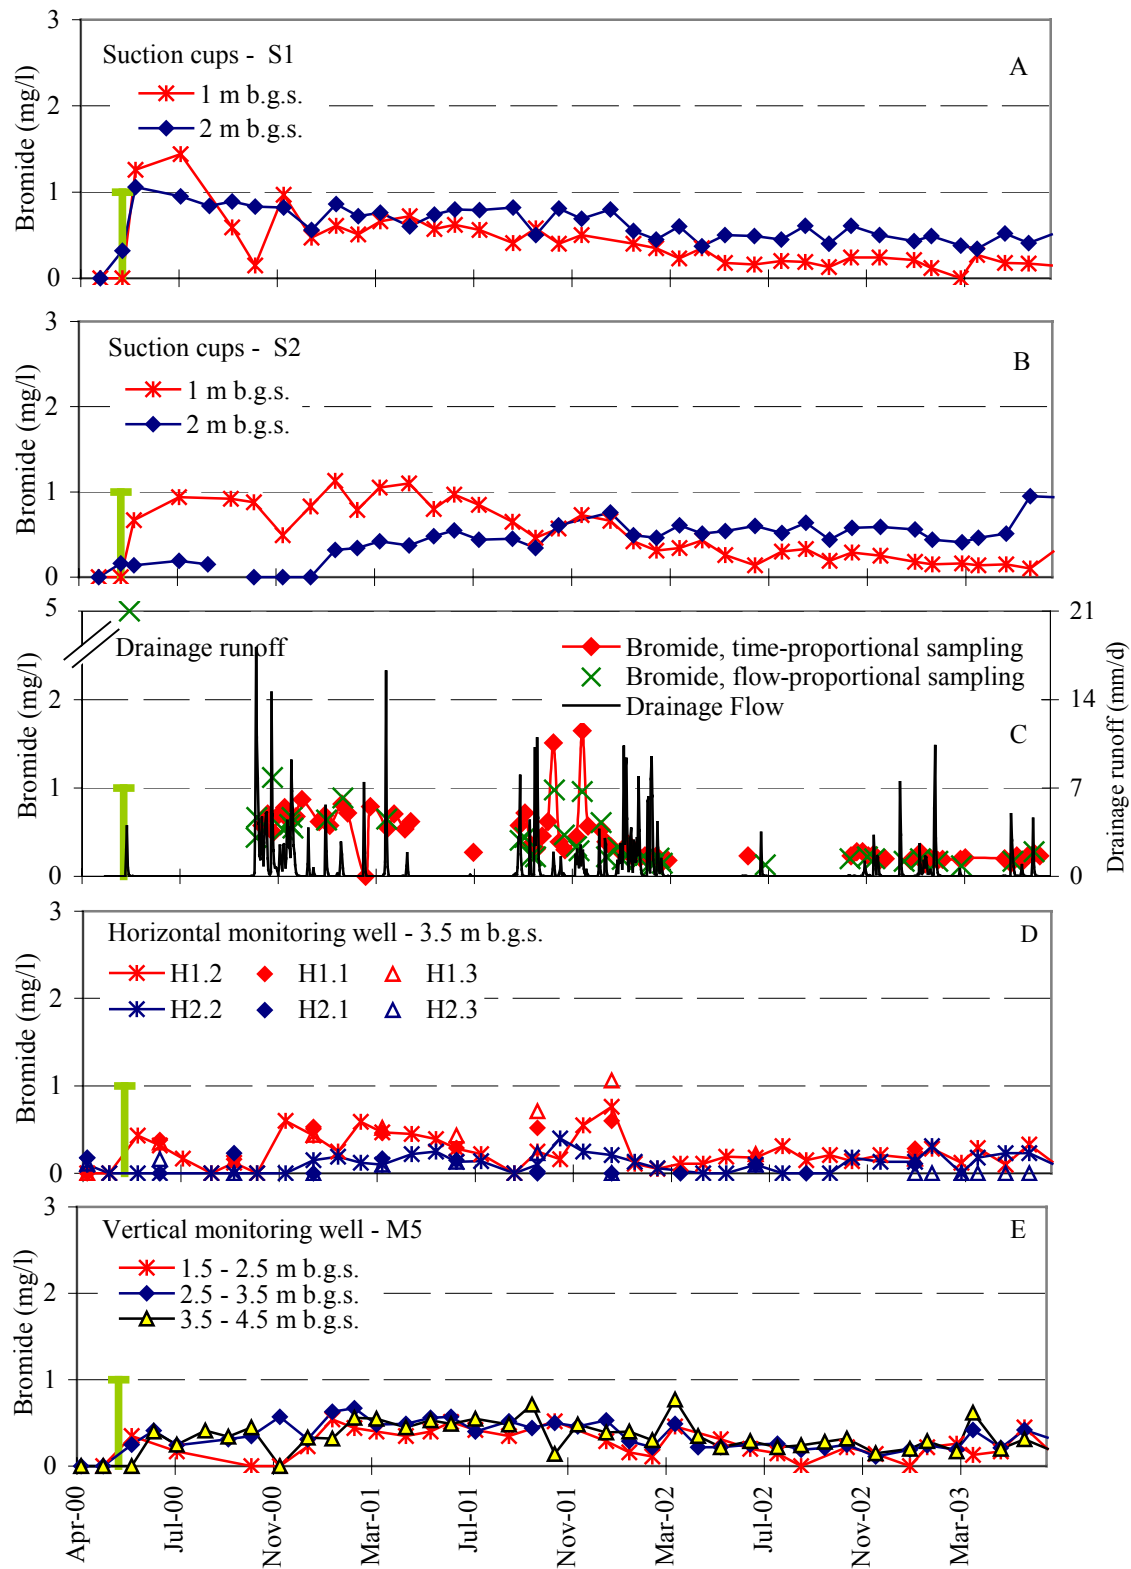 3
Suction cups - S1
A
1 m b.g.s.
2
2 m b.g.s.
Bromide (mg/l)
1
0
3
Suction cups - S2
B
1 m b.g.s.
2
2 m b.g.s.
Bromide (mg/l)
1
0
5
21
Drainage runoff
Bromide, time-proportional sampling
Bromide, flow-proportional sampling
2
Drainage Flow
14
C
Bromide (mg/l)
Drainage runoff (mm/d)
1
7
0
0
3
Horizontal monitoring well - 3.5 m b.g.s.
D
H1.2 H1.1 H1.3
2
H2.2 H2.1 H2.3
Bromide (mg/l)
1
0
3
Vertical monitoring well - M5
E
1.5 - 2.5 m b.g.s.
2
2.5 - 3.5 m b.g.s.
3.5 - 4.5 m b.g.s.
Bromide (mg/l)
1
0
Apr-00 Jul-00 Nov-00 Mar-01 Jul-01 Nov-01 Mar-02 Jul-02 Nov-02 Mar-03